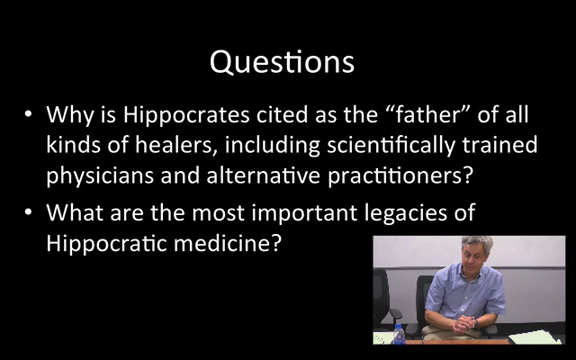 Questions
• Why is Hippocrates cited as the “father” of all
kinds of healers, including scientifically trained
physicians and alternative practitioners?
• What are the most important legacies of
Hippocratic medicine?